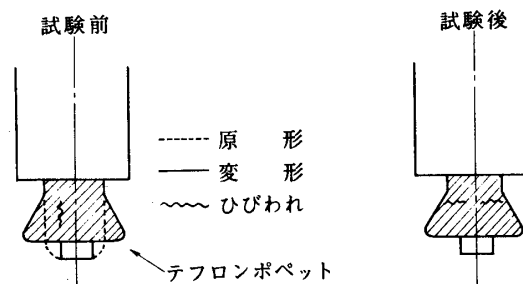 試験前
試験後
原形
変形
ひびわれ
テフロンポペット